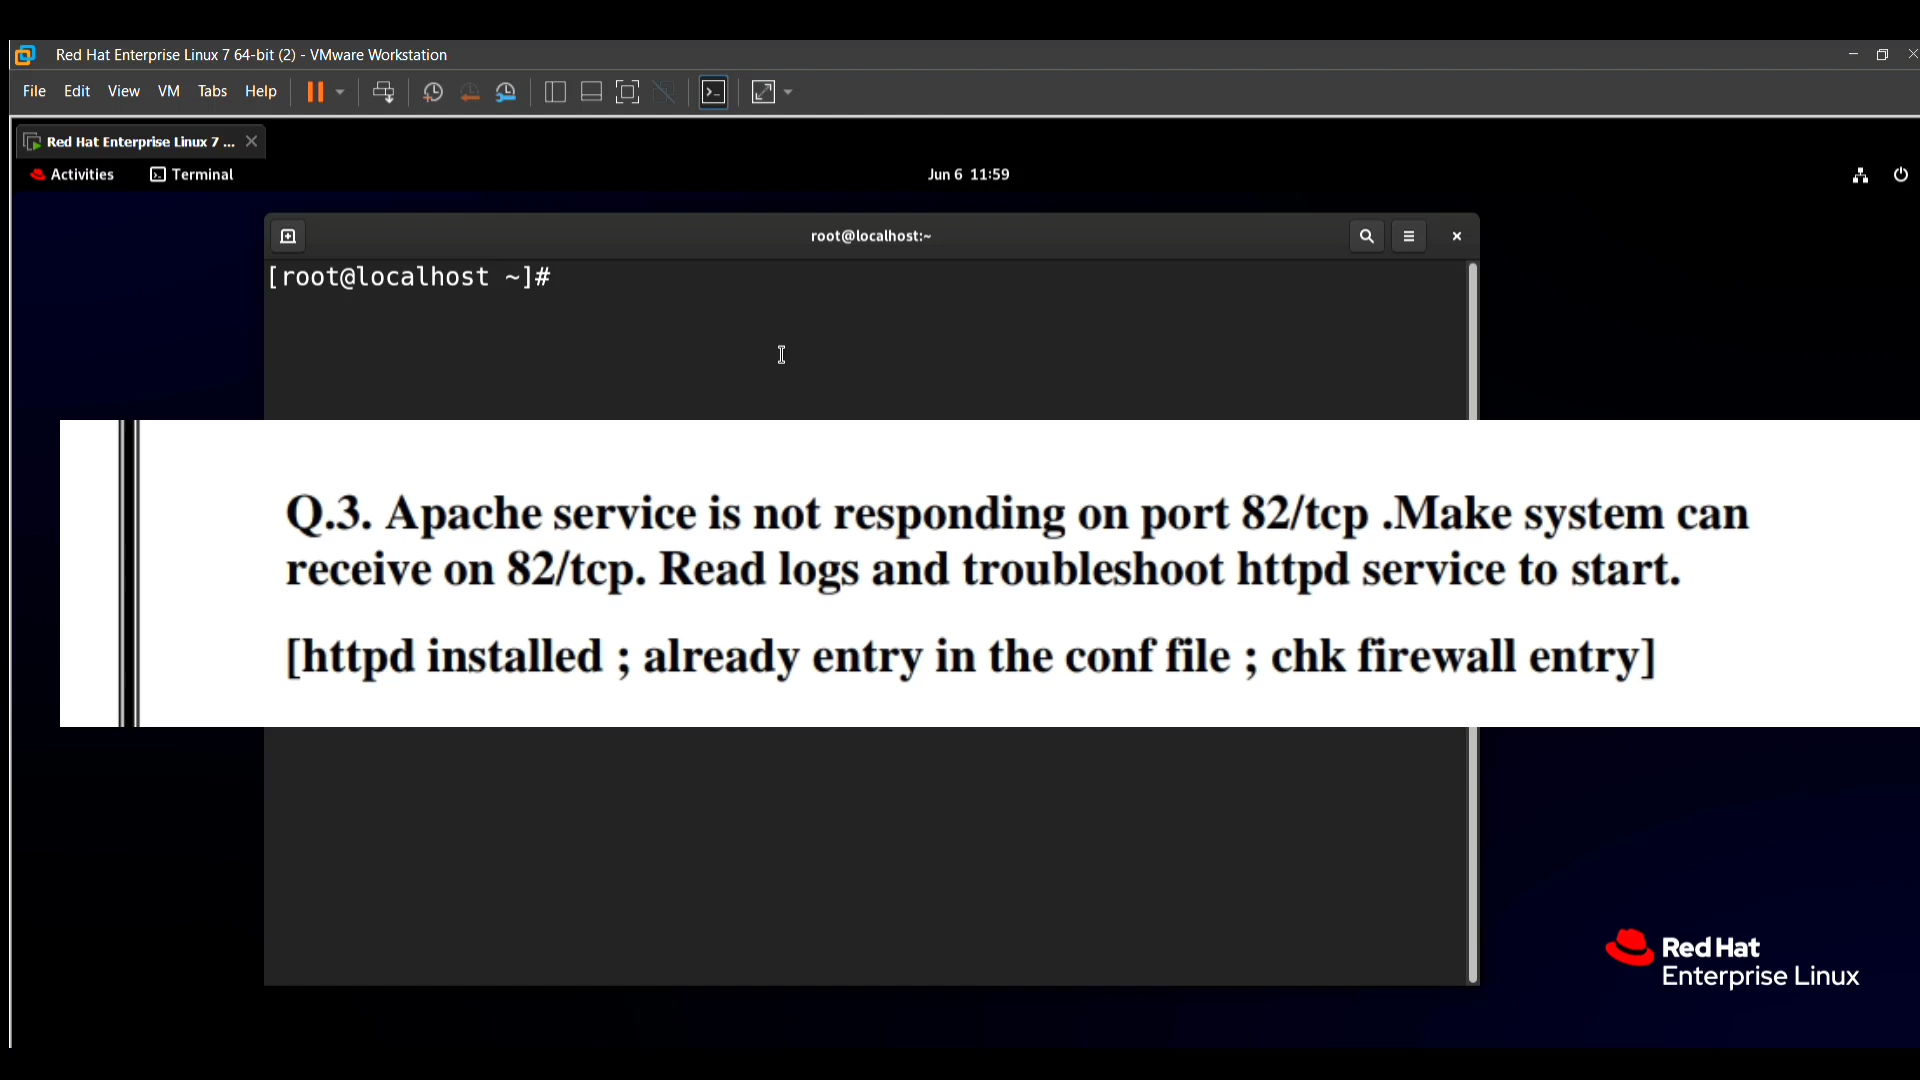 Red Hat Enterprise Linux 7 64-bit (2) - VMware Workstation
File Edit View VM Tabs Help
Red Hat Enterprise Linux 7 ...
Activities Terminal Jun 6 11:59
root@localhost:~
[root@localhost ~]#
Q.3. Apache service is not responding on port 82/tcp .Make system can
receive on 82/tcp. Read logs and troubleshoot httpd service to start.
[httpd installed ; already entry in the conf file ; chk firewall entry]
Red Hat
Enterprise Linux